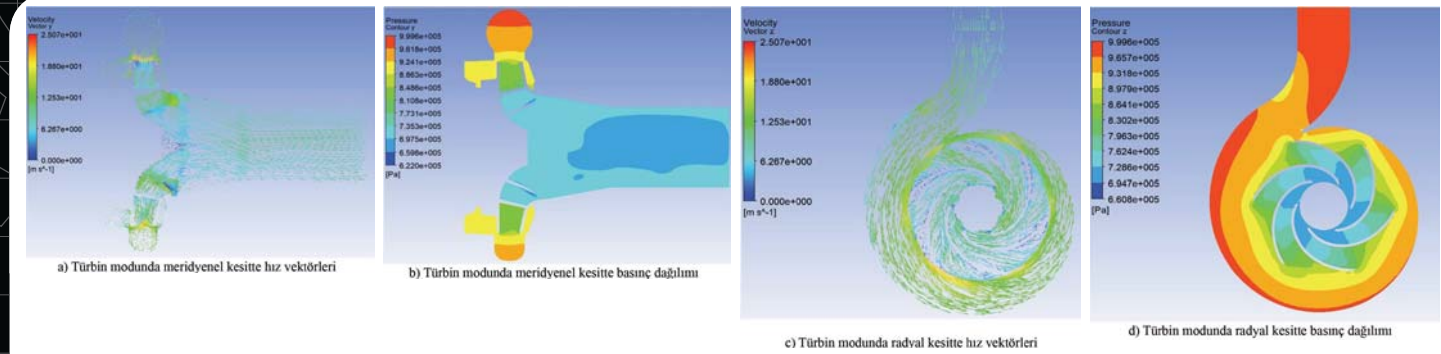 Velocity
Vector y
2.507e+001
1.880e+001
1.253e+001
6.267e+000
0.000e+000
[m s^-1]
a) Türbin modunda meridyenel kesitte hız vektörleri
Pressure
Contour y
9.996e+005
9.618e+005
9.241e+005
8.863e+005
8.486e+005
8.108e+005
7.731e+005
7.353e+005
6.975e+005
6.598e+005
6.220e+005
[Pa]
b) Türbin modunda meridyenel kesitte basınç dağılımı
Velocity
Vector z
2.507e+001
1.880e+001
1.253e+001
6.267e+000
0.000e+000
[m s^-1]
c) Türbin modunda radyal kesitte hız vektörleri
Pressure
Contour z
9.996e+005
9.657e+005
9.318e+005
8.979e+005
8.641e+005
8.302e+005
7.963e+005
7.624e+005
7.286e+005
6.947e+005
6.608e+005
[Pa]
d) Türbin modunda radyal kesitte basınç dağılımı